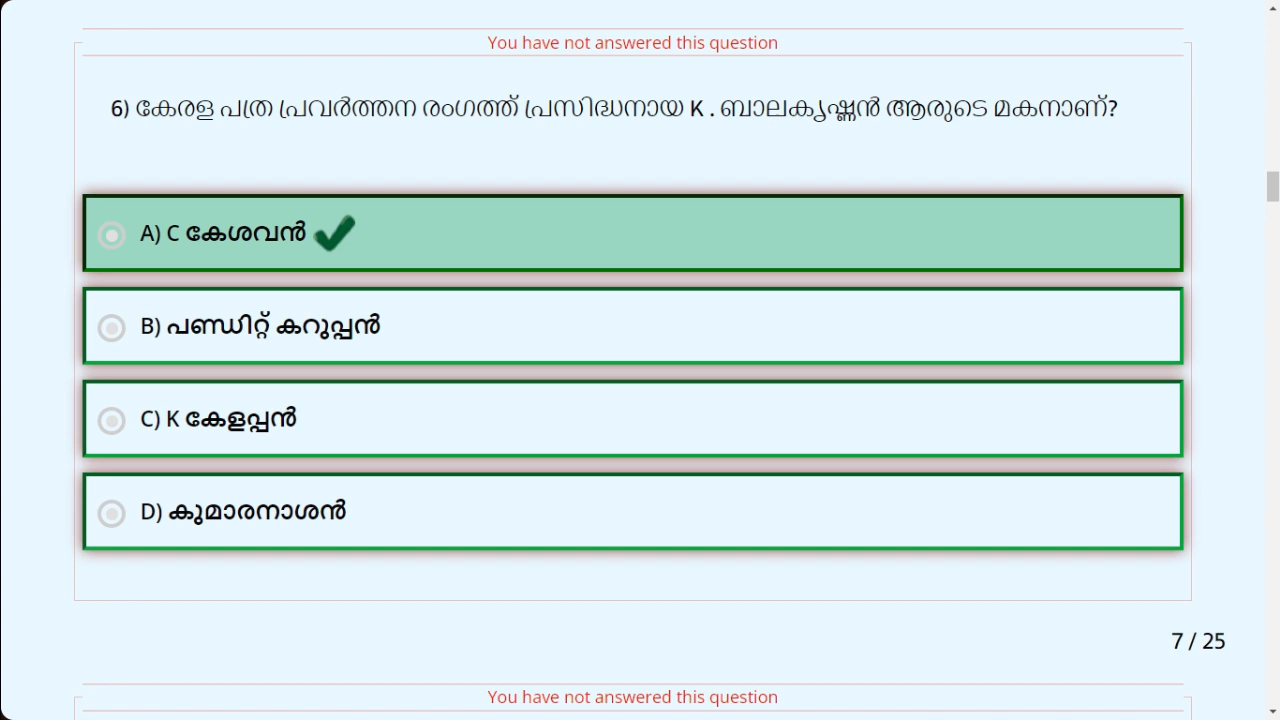 You have not answered this question
6) കേരള പത്ര പ്രവർത്തന രംഗത്ത് പ്രസിദ്ധനായ K . ബാലകൃഷ്ണൻ ആരുടെ മകനാണ്?
A) C കേശവൻ
B) പണ്ഡിറ്റ് കറുപ്പൻ
C) K കേളപ്പൻ
D) കുമാരനാശൻ
7 / 25
You have not answered this question